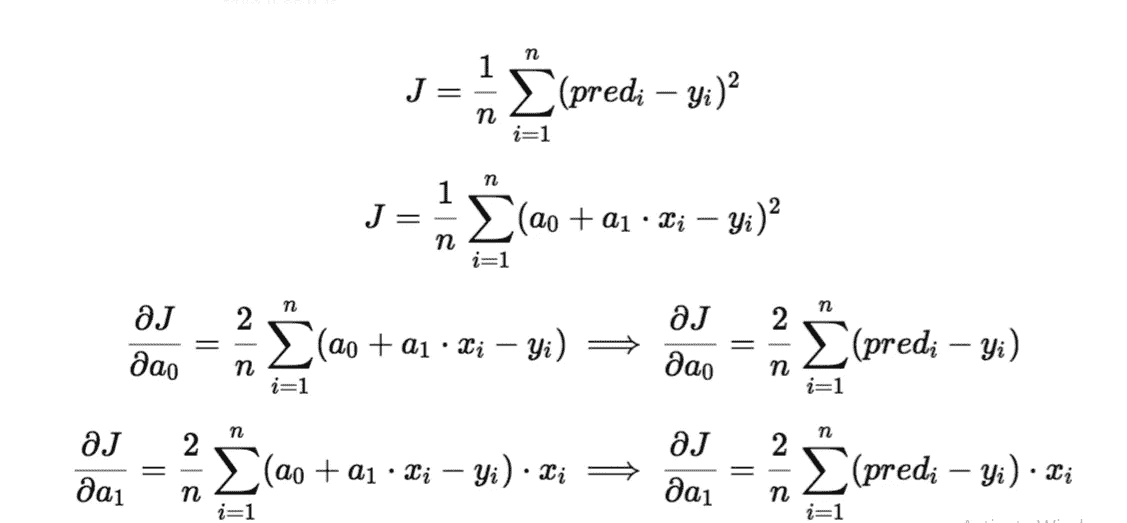 J = \frac{1}{n} \sum_{i=1}^{n} (pred_i - y_i)^2
J = \frac{1}{n} \sum_{i=1}^{n} (a_0 + a_1 \cdot x_i - y_i)^2
\frac{\partial J}{\partial a_0} = \frac{2}{n} \sum_{i=1}^{n} (a_0 + a_1 \cdot x_i - y_i) \implies \frac{\partial J}{\partial a_0} = \frac{2}{n} \sum_{i=1}^{n} (pred_i - y_i)
\frac{\partial J}{\partial a_1} = \frac{2}{n} \sum_{i=1}^{n} (a_0 + a_1 \cdot x_i - y_i) \cdot x_i \implies \frac{\partial J}{\partial a_1} = \frac{2}{n} \sum_{i=1}^{n} (pred_i - y_i) \cdot x_i